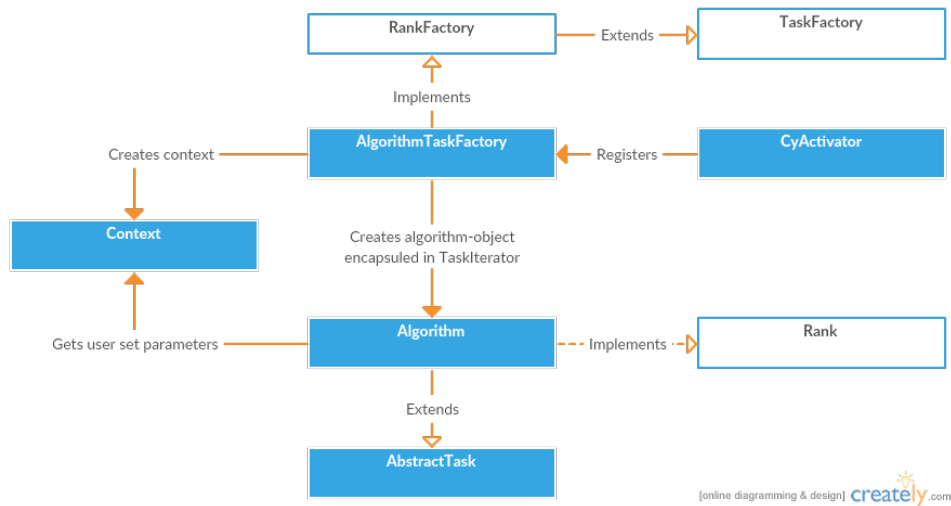 RankFactory
Extends
TaskFactory
Implements
Creates context
AlgorithmTaskFactory
Registers
CyActivator
Context
Creates algorithm-object
encapsuled in TaskIterator
Gets user set parameters
Algorithm
Implements
Rank
Extends
AbstractTask
[online diagramming & design] creately.com